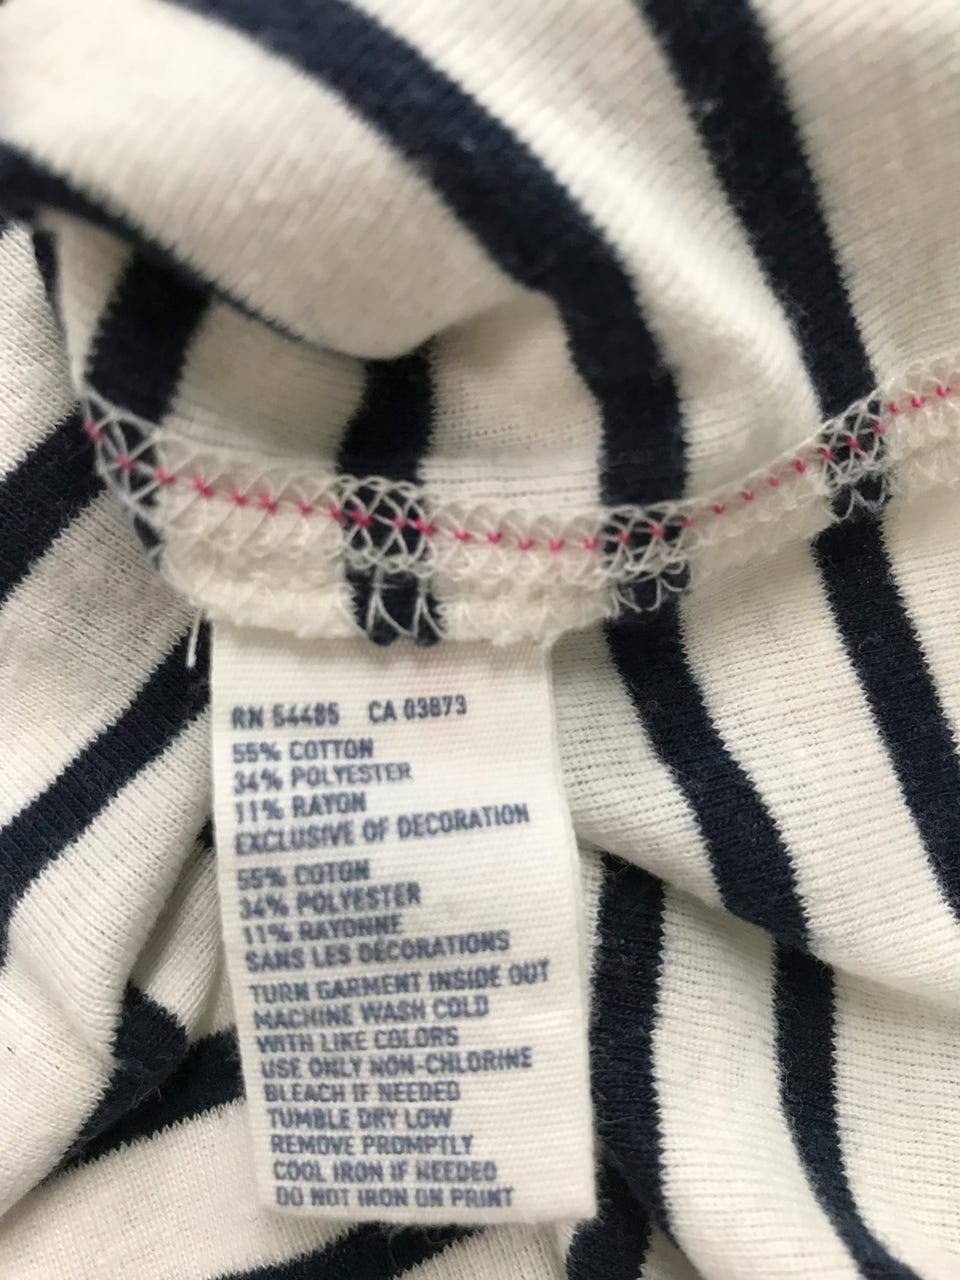 RN 54485 CA 03873
55% COTTON
34% POLYESTER
11% RAYON
EXCLUSIVE OF DECORATION
55% COTON
34% POLYESTER
11% RAYONNE
SANS LES DÉCORATIONS
TURN GARMENT INSIDE OUT
MACHINE WASH COLD
WITH LIKE COLORS
USE ONLY NON-CHLORINE
BLEACH IF NEEDED
TUMBLE DRY LOW
REMOVE PROMPTLY
COOL IRON IF NEEDED
DO NOT IRON ON PRINT